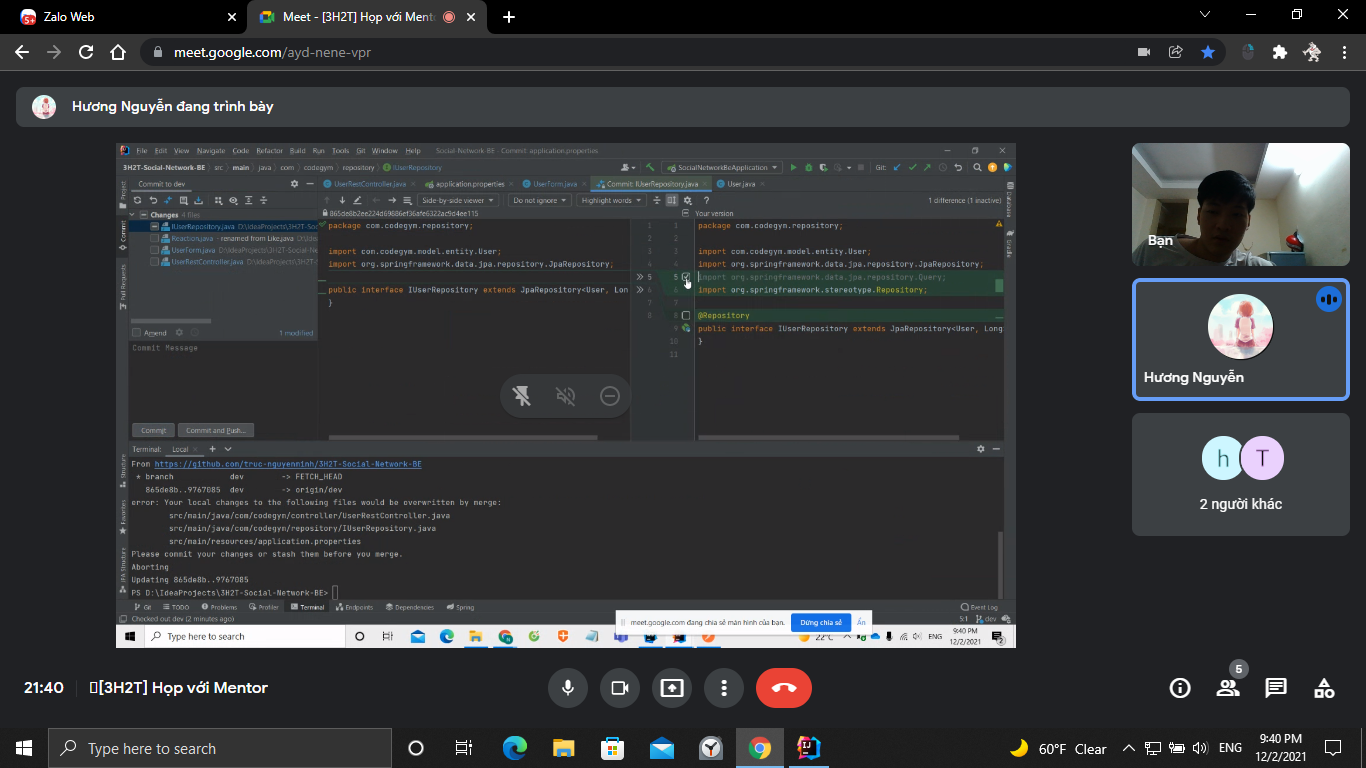 Zalo Web
5+
Meet - [3H2T] Họp với Ment
meet.google.com/ayd-nene-vpr
Hương Nguyễn đang trình bày
File Edit View Navigate Code Refactor Build Run Tools Git Window Help Social-Network-BE - Commit: application.properties
3H2T-Social-Network-BE src main java com codegym repository IUserRepository
SocialNetworkBeApplication
Git:
Commit to dev
UserRestController.java application.properties UserForm.java Commit: IUserRepository.java User.java
Side-by-side viewer Do not ignore Highlight words
1 difference (1 inactive)
Changes 4 files
IUserRepository.java D:\IdeaProjects\3H2T-Soc
Reaction.java - renamed from Like.java
UserForm.java D:\IdeaProjects\3H2T-Social-Ne
UserRestController.java D:\IdeaProjects\3H2T-
Amend
1 modified
Commit Message
Commit
Commit and Push...
865de8b2ee224d69886ef36afe6322ac9d4ee115
package com.codegym.repository;
import com.codegym.model.entity.User;
import org.springframework.data.jpa.repository.JpaRepository;
public interface IUserRepository extends JpaRepository<User, Lon
}
Your version
package com.codegym.repository;
import com.codegym.model.entity.User;
import org.springframework.data.jpa.repository.JpaRepository;
import org.springframework.data.jpa.repository.Query;
import org.springframework.stereotype.Repository;
@Repository
public interface IUserRepository extends JpaRepository<User, Long
}
Terminal: Local
From https://github.com/truc-nguyenminh/3H2T-Social-Network-BE
* branch dev -> FETCH_HEAD
865de8b..9767085 dev -> origin/dev
error: Your local changes to the following files would be overwritten by merge:
src/main/java/com/codegym/controller/UserRestController.java
src/main/java/com/codegym/repository/IUserRepository.java
src/main/resources/application.properties
Please commit your changes or stash them before you merge.
Aborting
Updating 865de8b..9767085
PS D:\IdeaProjects\3H2T-Social-Network-BE>
Git TODO Problems Profiler Terminal Endpoints Dependencies Spring
Event Log
Checked out dev (2 minutes ago)
5:1 dev
meet.google.com đang chia sẻ màn hình của bạn.
Dừng chia sẻ
Ẩn
Type here to search
22°C
ENG
9:40 PM
12/2/2021
Bạn
Hương Nguyễn
h
T
2 người khác
21:40
[3H2T] Họp với Mentor
5
Type here to search
60°F Clear
ENG
9:40 PM
12/2/2021